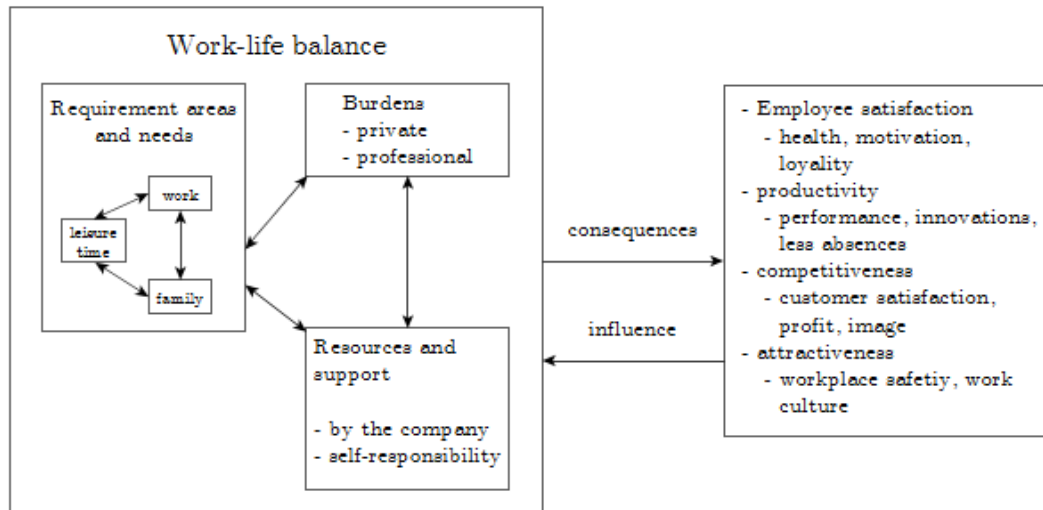 Work-life balance
Requirement areas
and needs
work
leisure
time
family
Burdens
- private
- professional
Resources and
support
- by the company
- self-responsibility
consequences
influence
- Employee satisfaction
- health, motivation,
loyality
- productivity
- performance, innovations,
less absences
- competitiveness
- customer satisfaction,
profit, image
- attractiveness
- workplace safetiy, work
culture